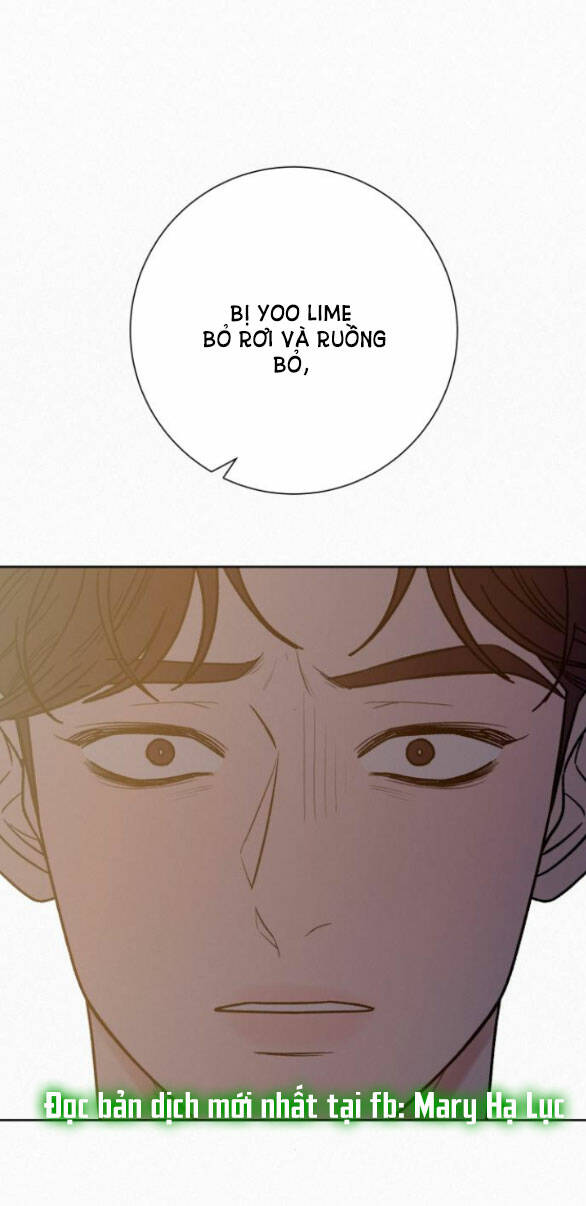 BỊ YOO LIME
BỎ RƠI VÀ RUỒNG
BỎ,
Đọc bản dịch mới nhất tại fb: Mary Hạ Lục